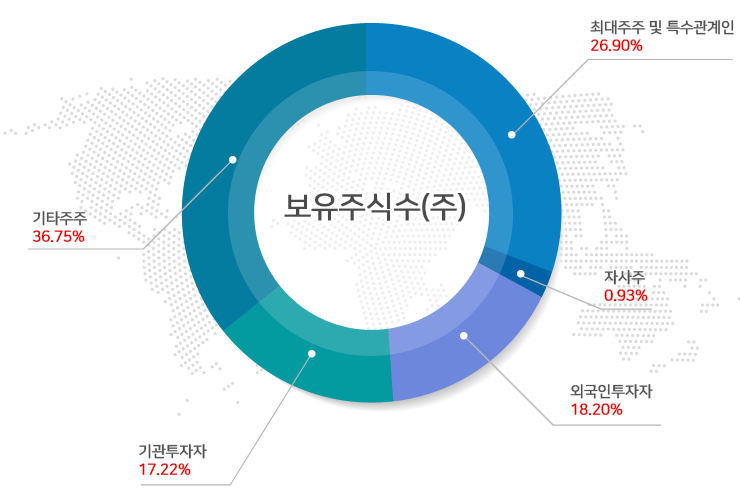 최대주주 및 특수관계인
26.90%
보유주식수(주)
기타주주
36.75%
자사주
0.93%
외국인투자자
18.20%
기관투자자
17.22%